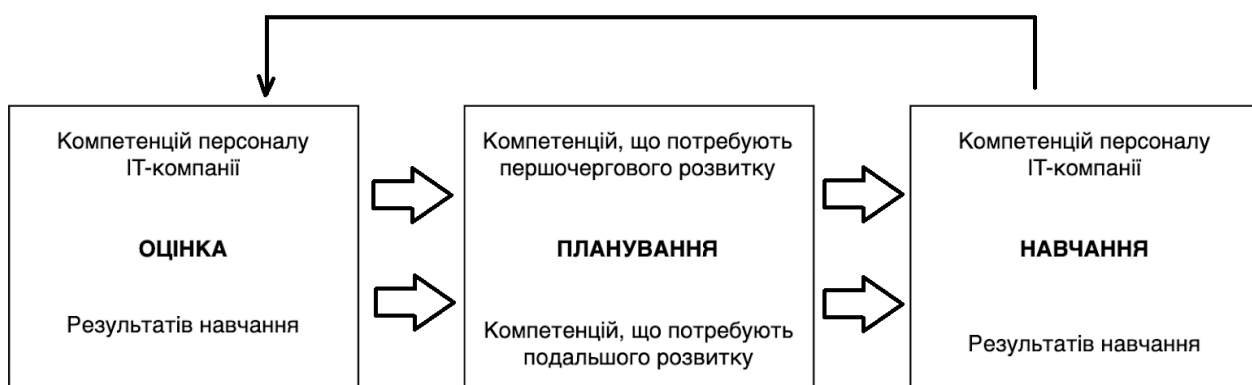 Компетенцій персоналу
ІТ-компанії
ОЦІНКА
Результатів навчання
Компетенцій, що потребують
першочергового розвитку
ПЛАНУВАННЯ
Компетенцій, що потребують
подальшого розвитку
Компетенцій персоналу
ІТ-компанії
НАВЧАННЯ
Результатів навчання